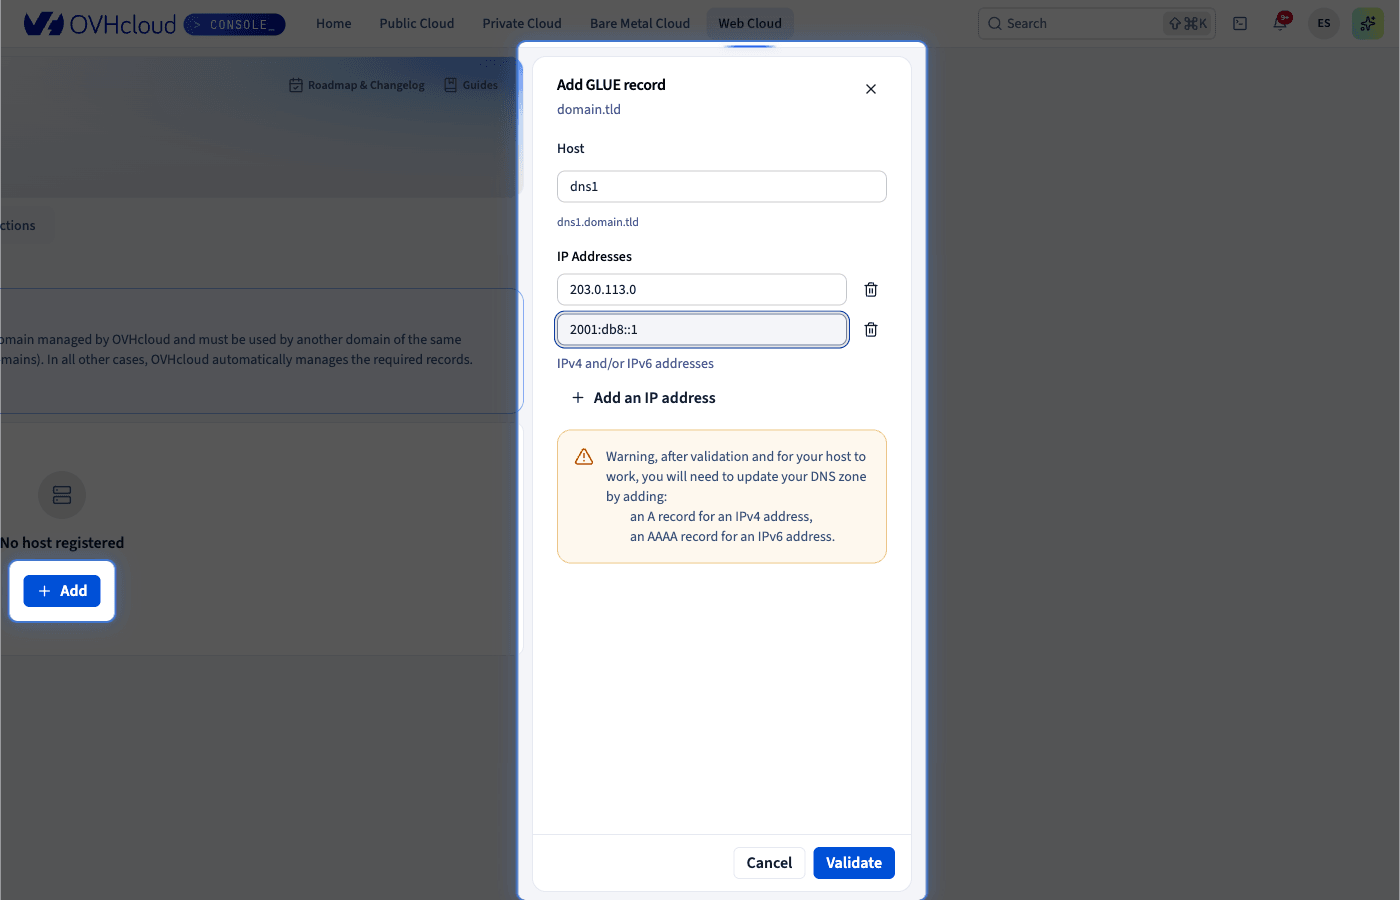 OVHcloud > CONSOLE_
Home
Public Cloud
Private Cloud
Bare Metal Cloud
Web Cloud
Search
⇧⌘K
9+
ES
Roadmap & Changelog
Guides
ctions
omain managed by OVHcloud and must be used by another domain of the same
mains). In all other cases, OVHcloud automatically manages the required records.
No host registered
+ Add
Add GLUE record
domain.tld
Host
dns1
dns1.domain.tld
IP Addresses
203.0.113.0
2001:db8::1
IPv4 and/or IPv6 addresses
+ Add an IP address
Warning, after validation and for your host to
work, you will need to update your DNS zone
by adding:
an A record for an IPv4 address,
an AAAA record for an IPv6 address.
Cancel
Validate